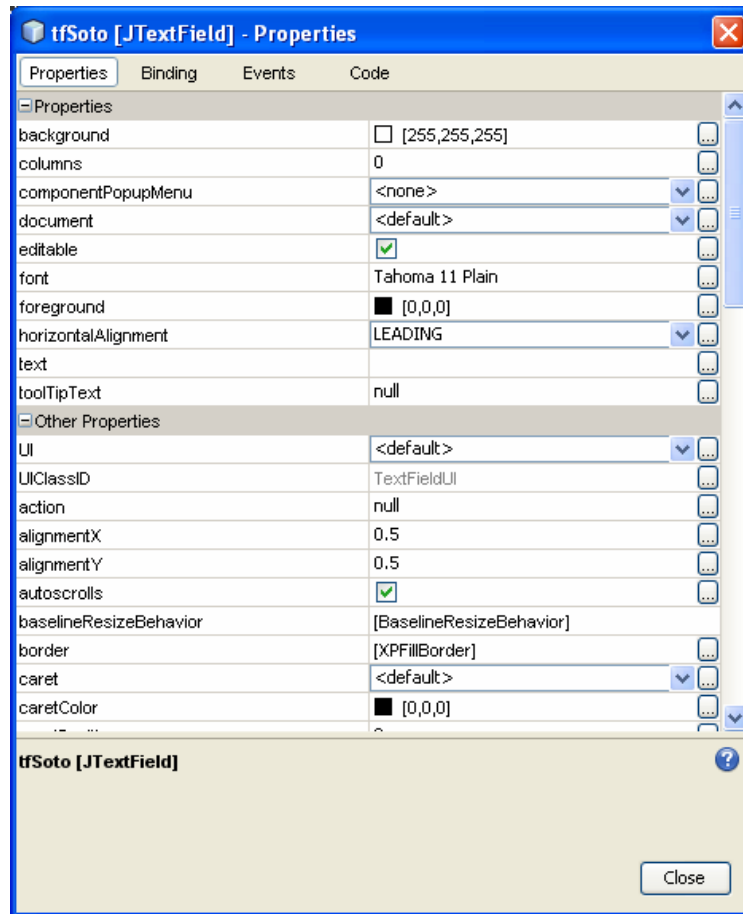 tfSoto [JTextField] - Properties
Properties Binding Events Code
Properties
background [255,255,255] ...
columns 0 ...
componentPopupMenu <none> ...
document <default> ...
editable ...
font Tahoma 11 Plain ...
foreground [0,0,0] ...
horizontalAlignment LEADING ...
text ...
toolTipText null ...
Other Properties
UI <default> ...
UIClassID TextFieldUI ...
action null ...
alignmentX 0.5 ...
alignmentY 0.5 ...
autoscrolls ...
baselineResizeBehavior [BaselineResizeBehavior]
border [XPFillBorder] ...
caret <default> ...
caretColor [0,0,0] ...
tfSoto [JTextField] ?
Close